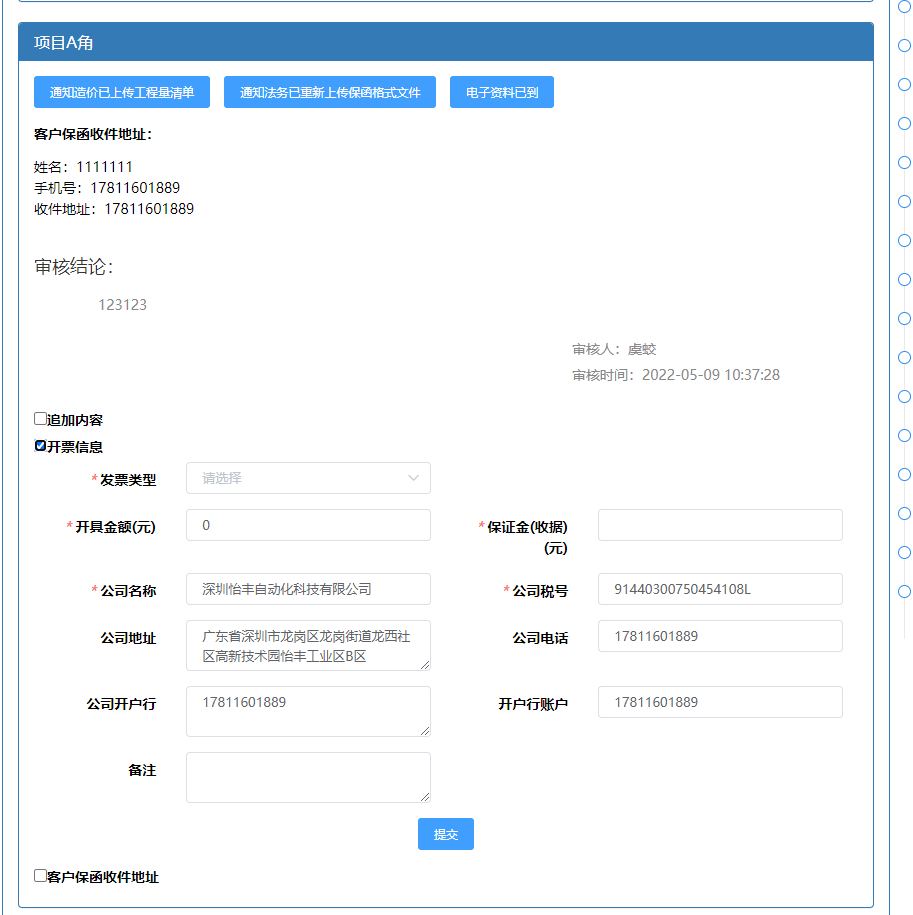 项目A角
通知造价已上传工程量清单 通知法务已重新上传保函格式文件 电子资料已到
客户保函收件地址：
姓名：1111111
手机号：17811601889
收件地址：17811601889
审核结论：
123123
审核人：虞蛟
审核时间：2022-05-09 10:37:28
追加内容
开票信息
*发票类型 请选择
*开具金额(元) 0 *保证金(收据)
(元)
*公司名称 深圳怡丰自动化科技有限公司 *公司税号 91440300750454108L
公司地址 广东省深圳市龙岗区龙岗街道龙西社 公司电话 17811601889
区高新技术园怡丰工业区B区
公司开户行 17811601889 开户行账户 17811601889
备注
提交
客户保函收件地址